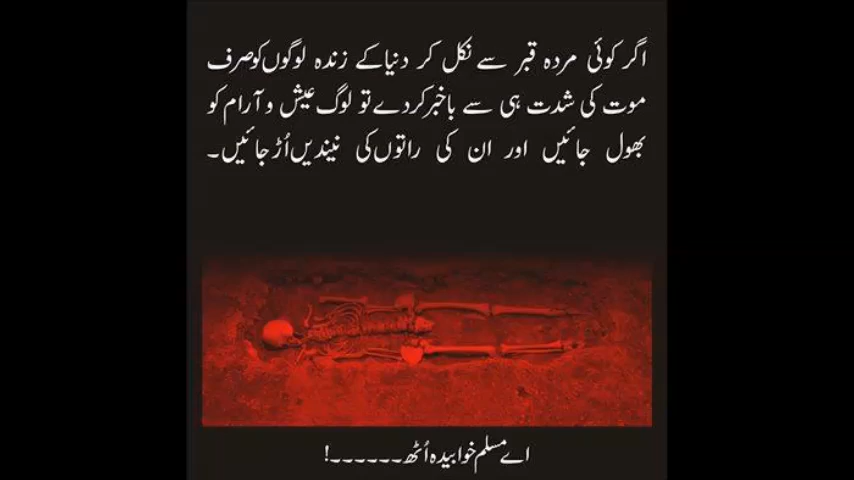 اگر کوئی مردہ قبر سے نکل کر دنیا کے زندہ لوگوں کو صرف
موت کی شدت ہی سے باخبر کردے تو لوگ عیش و آرام کو
بھول جائیں اور ان کی راتوں کی نیندیں اُڑ جائیں۔
اے مسلم خوابیدہ اُٹھ۔۔۔۔۔۔!